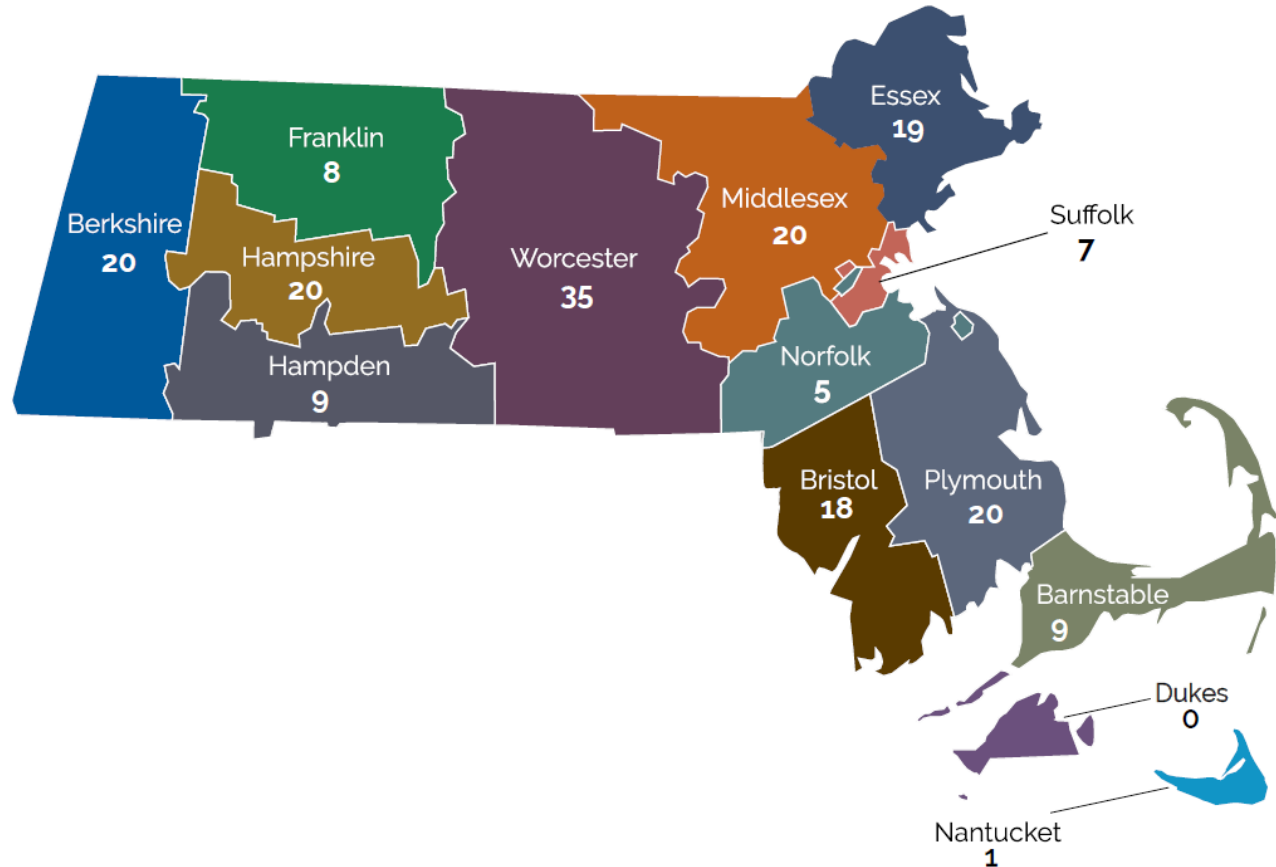 Essex
19
Franklin
8
Middlesex
20
Suffolk
7
Berkshire
20
Hampshire
20
Worcester
35
Hampden
9
Norfolk
5
Bristol
18
Plymouth
20
Barnstable
9
Dukes
0
Nantucket
1